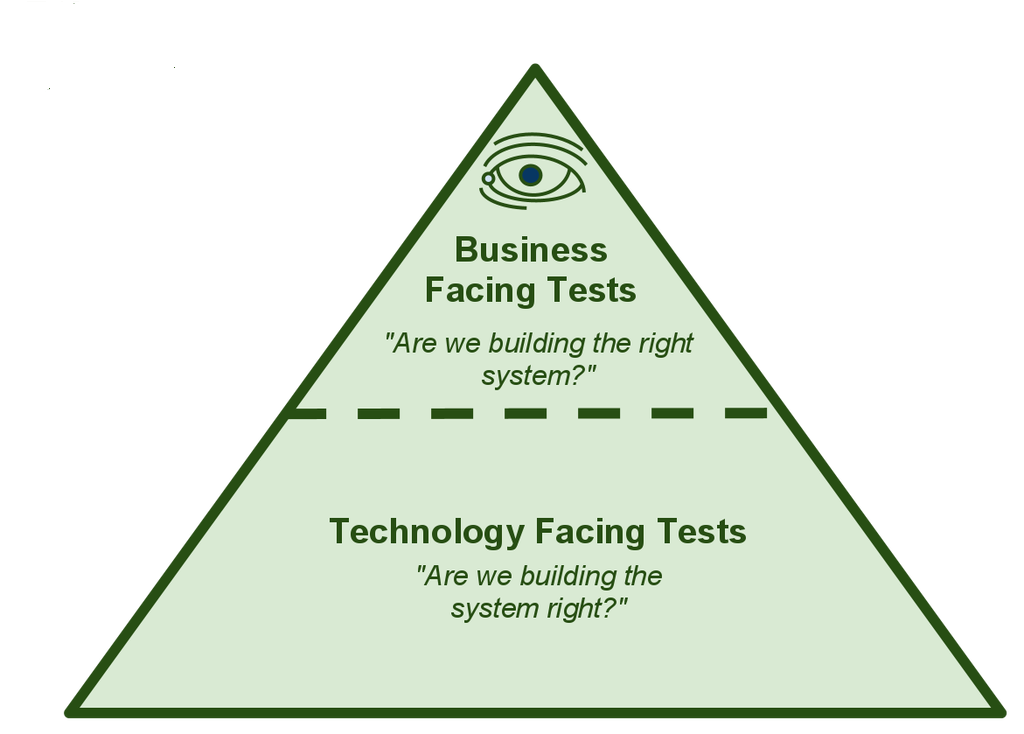 Business
Facing Tests
"Are we building the right
system?"
Technology Facing Tests
"Are we building the
system right?"